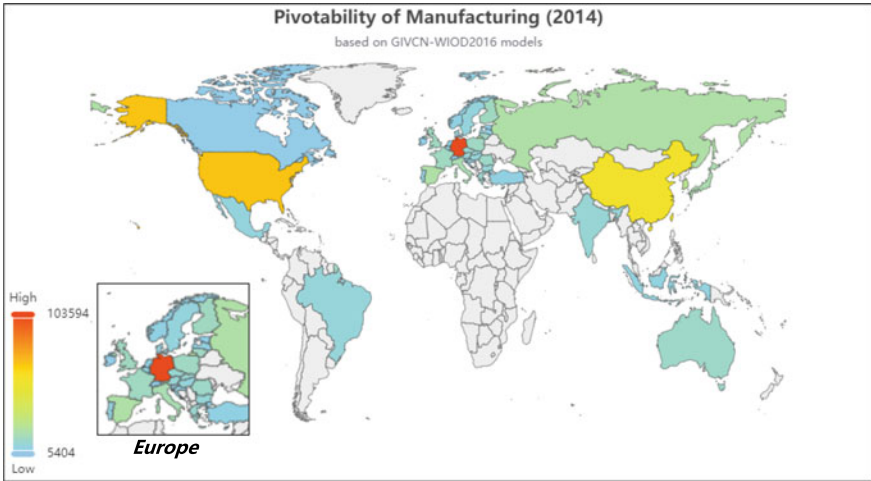 Pivotability of Manufacturing (2014)
based on GIVCN-WIOD2016 models
High
103594
5404
Low
Europe